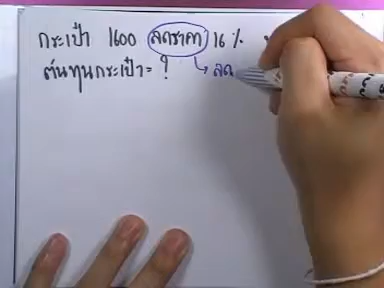 กระเป๋า 1600 ลดราคา 16 %
ต้นทุนกระเป๋า = ?
ลด